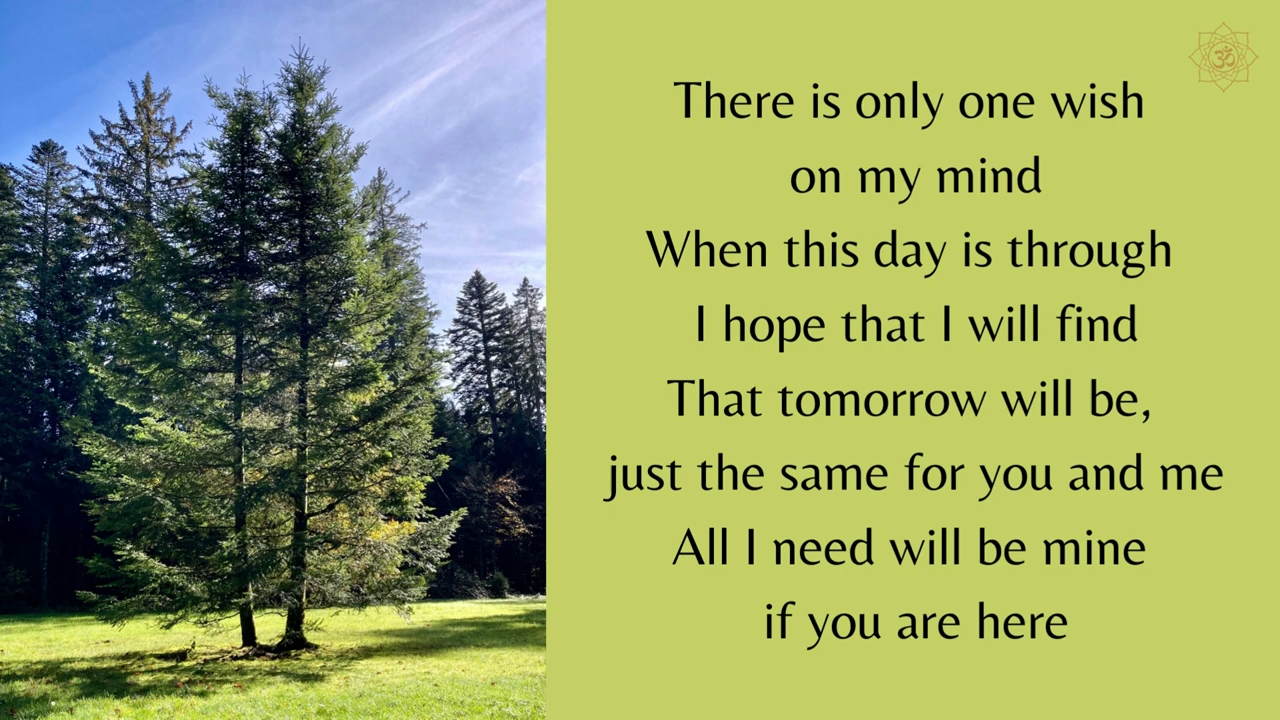 ॐ
There is only one wish
on my mind
When this day is through
I hope that I will find
That tomorrow will be,
just the same for you and me
All I need will be mine
if you are here